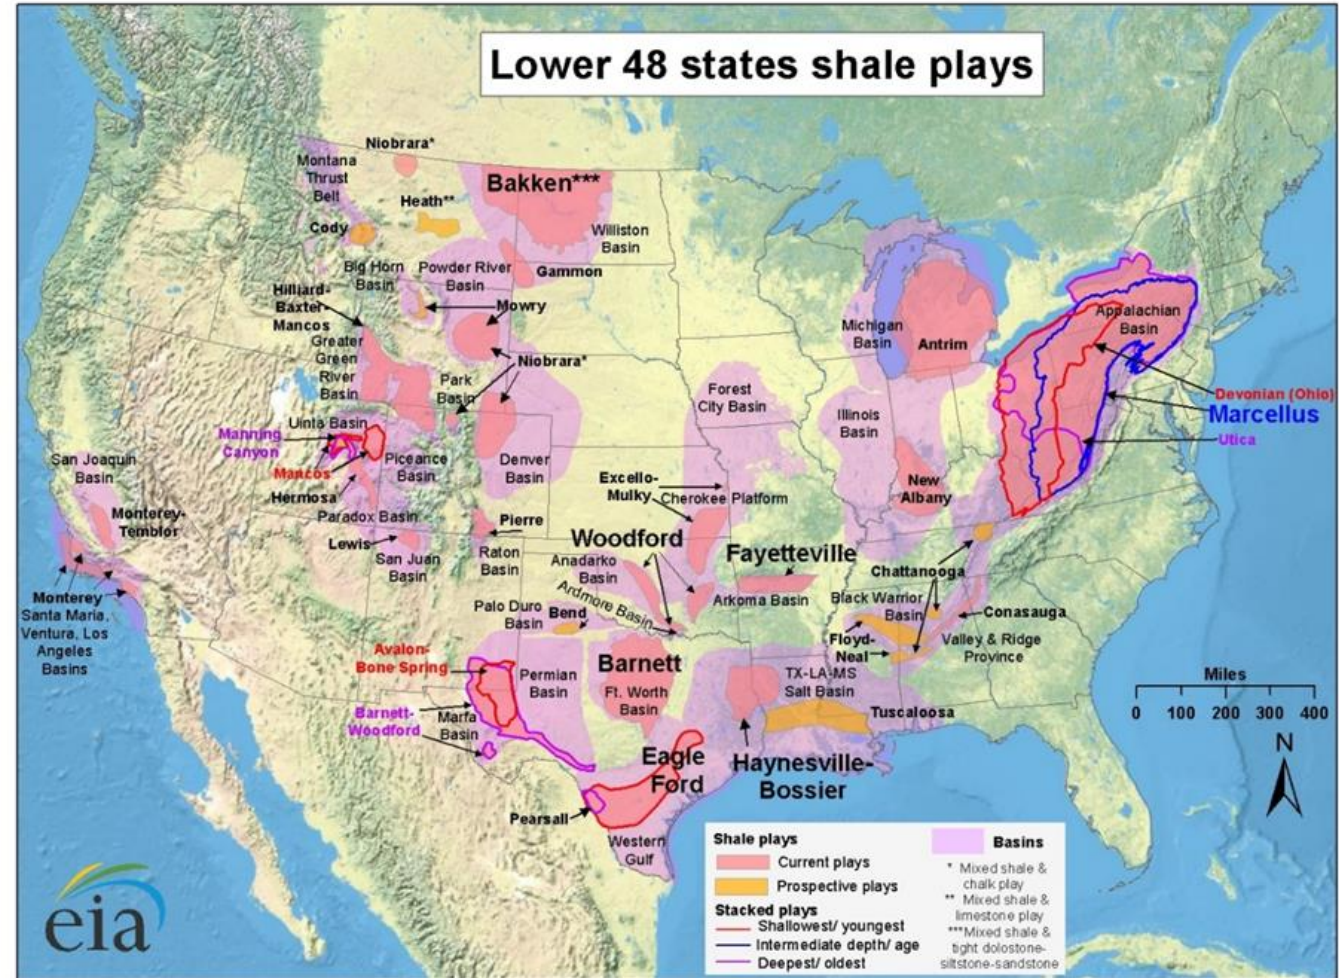 Lower 48 states shale plays
Niobrara*
Montana
Thrust
Belt
Bakken***
Heath**
Cody
Williston
Basin
Big Horn
Basin
Powder River
Basin
Gammon
Hilliard-
Baxter-
Mancos
Mowry
Greater
Green
River
Basin
Niobrara*
Park
Basin
Michigan
Basin
Antrim
Appalachian
Basin
Devonian (Ohio)
Marcellus
Utica
Forest
City Basin
Illinois
Basin
Uinta Basin
Manning
Canyon
Mancos
Piceance
Basin
Denver
Basin
San Joaquin
Basin
Hermosa
Paradox Basin
Excello-
Mulky
Cherokee Platform
New
Albany
Monterey-
Temblor
Lewis
San Juan
Basin
Pierre
Raton
Basin
Woodford
Anadarko
Basin
Fayetteville
Arkoma Basin
Ardmore Basin
Chattanooga
Black Warrior
Basin
Conasauga
Monterey
Santa Maria,
Ventura, Los
Angeles
Basins
Palo Duro
Basin
Bend
Floyd-
Neal
Valley & Ridge
Province
Avalon-
Bone Spring
Permian
Basin
Barnett
Ft. Worth
Basin
TX-LA-MS
Salt Basin
Tuscaloosa
Barnett-
Woodford
Marfa
Basin
Eagle
Ford
Haynesville-
Bossier
Pearsall
Western
Gulf
Miles
0 100 200 300 400
N
Shale plays
Current plays
Prospective plays
Stacked plays
Shallowest/ youngest
Intermediate depth/ age
Deepest/ oldest
Basins
* Mixed shale &
chalk play
** Mixed shale &
limestone play
***Mixed shale &
tight dolostone-
siltstone-sandstone
eia